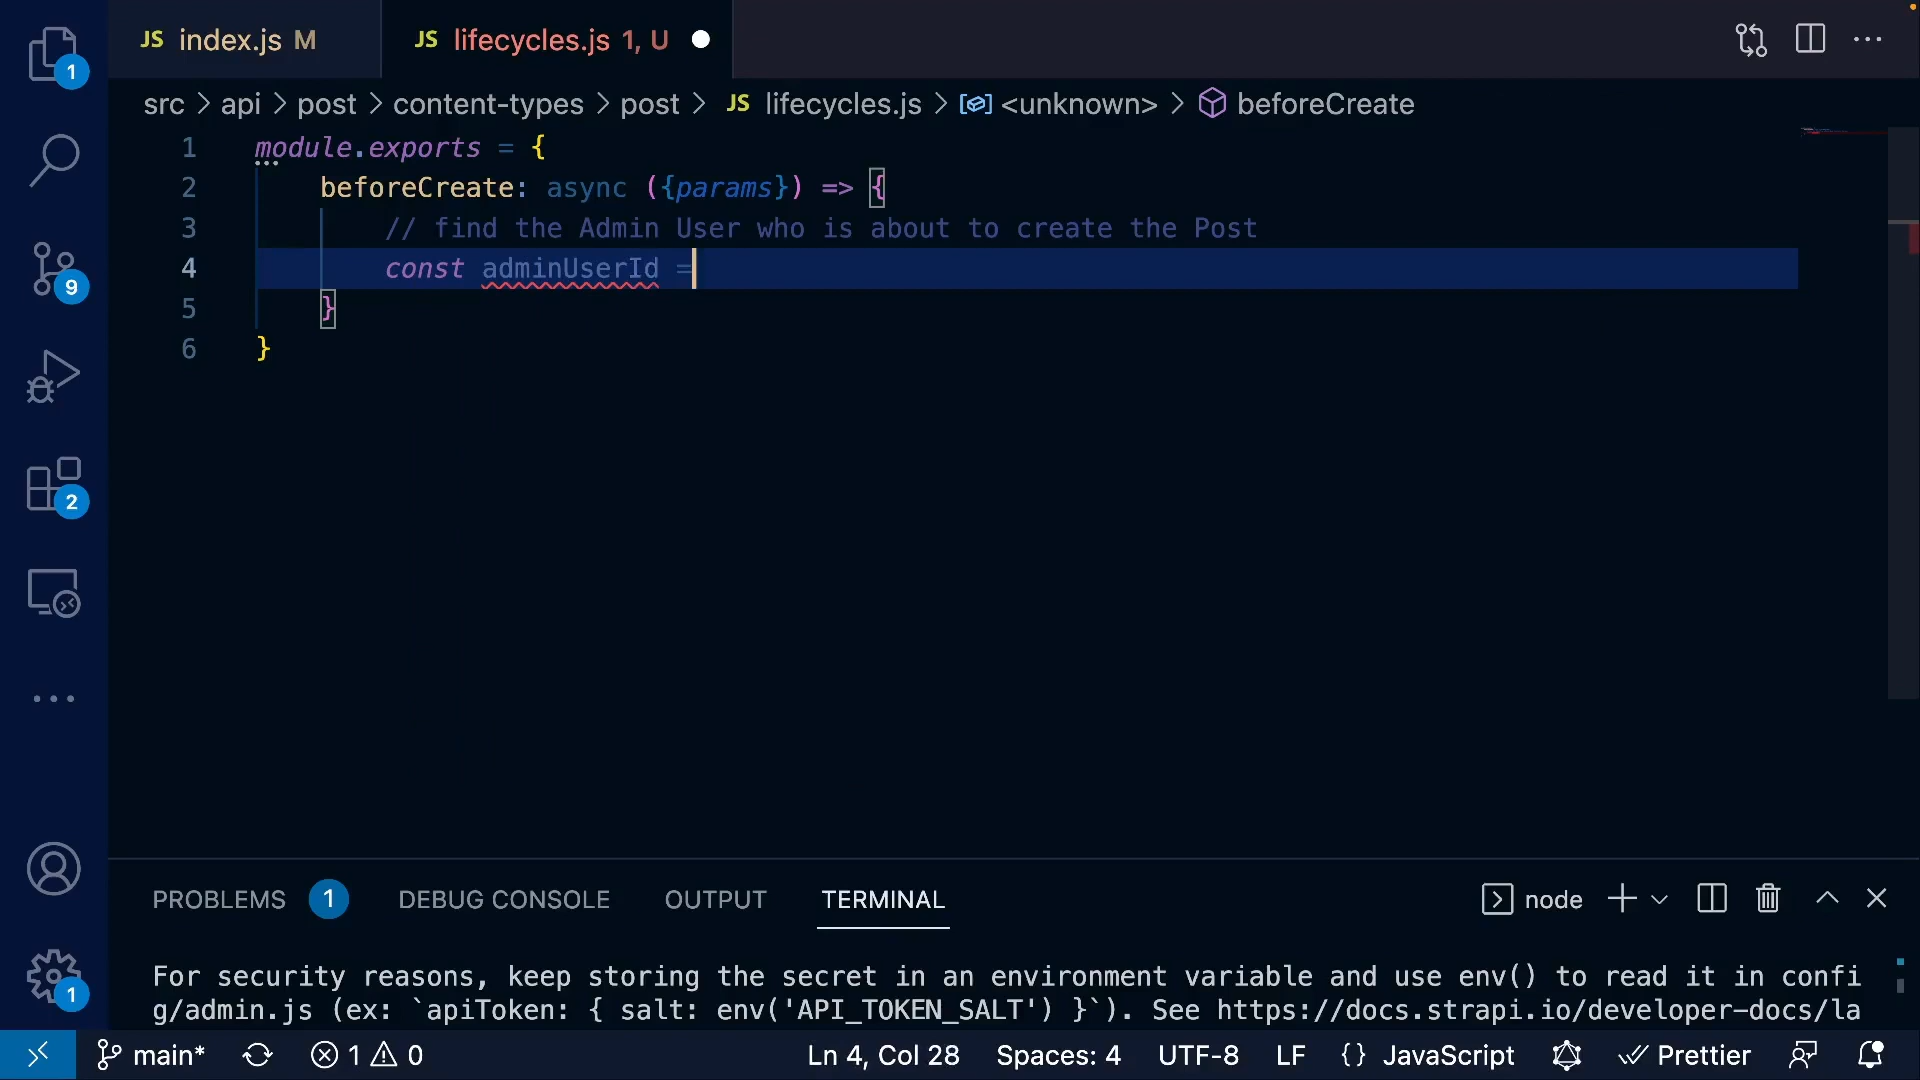 JS index.js M
JS lifecycles.js 1, U
src > api > post > content-types > post > JS lifecycles.js > <unknown> > beforeCreate
1 module.exports = {
2 beforeCreate: async ({params}) => {
3 // find the Admin User who is about to create the Post
4 const adminUserId =
5 }
6 }
1
9
2
1
PROBLEMS 1 DEBUG CONSOLE OUTPUT TERMINAL node
For security reasons, keep storing the secret in an environment variable and use env() to read it in confi
g/admin.js (ex: `apiToken: { salt: env('API_TOKEN_SALT') }`). See https://docs.strapi.io/developer-docs/la
main* 1 0 Ln 4, Col 28 Spaces: 4 UTF-8 LF {} JavaScript Prettier